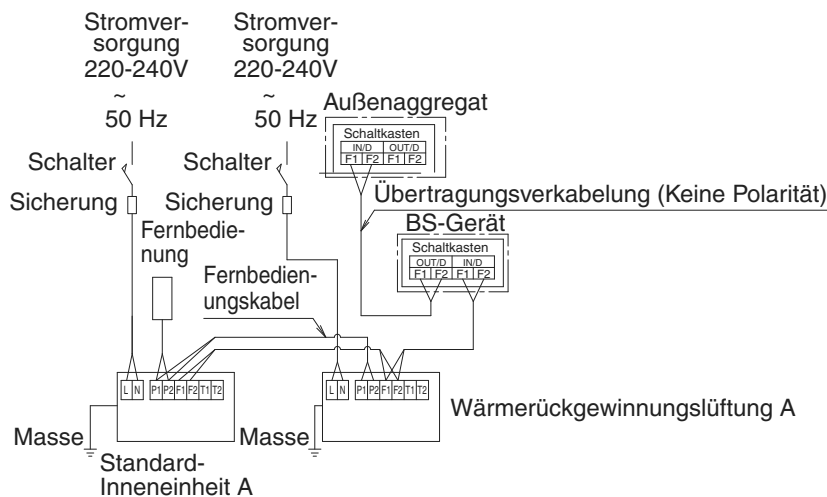 Stromver-
sorgung
220-240V
~
50 Hz
Stromver-
sorgung
220-240V
~
50 Hz
Außenaggregat
Schaltkasten
IN/D OUT/D
F1 F2 F1 F2
Schalter
Schalter
Sicherung
Sicherung
Übertragungsverkabelung (Keine Polarität)
BS-Gerät
Schaltkasten
OUT/D IN/D
F1 F2 F1 F2
Fernbedie-
nung
Fernbedien-
ungskabel
L N P1 P2 F1 F2 T1 T2
L N P1 P2 F1 F2 T1 T2
Wärmerückgewinnungslüftung A
Masse
Masse
Standard-
Inneneinheit A